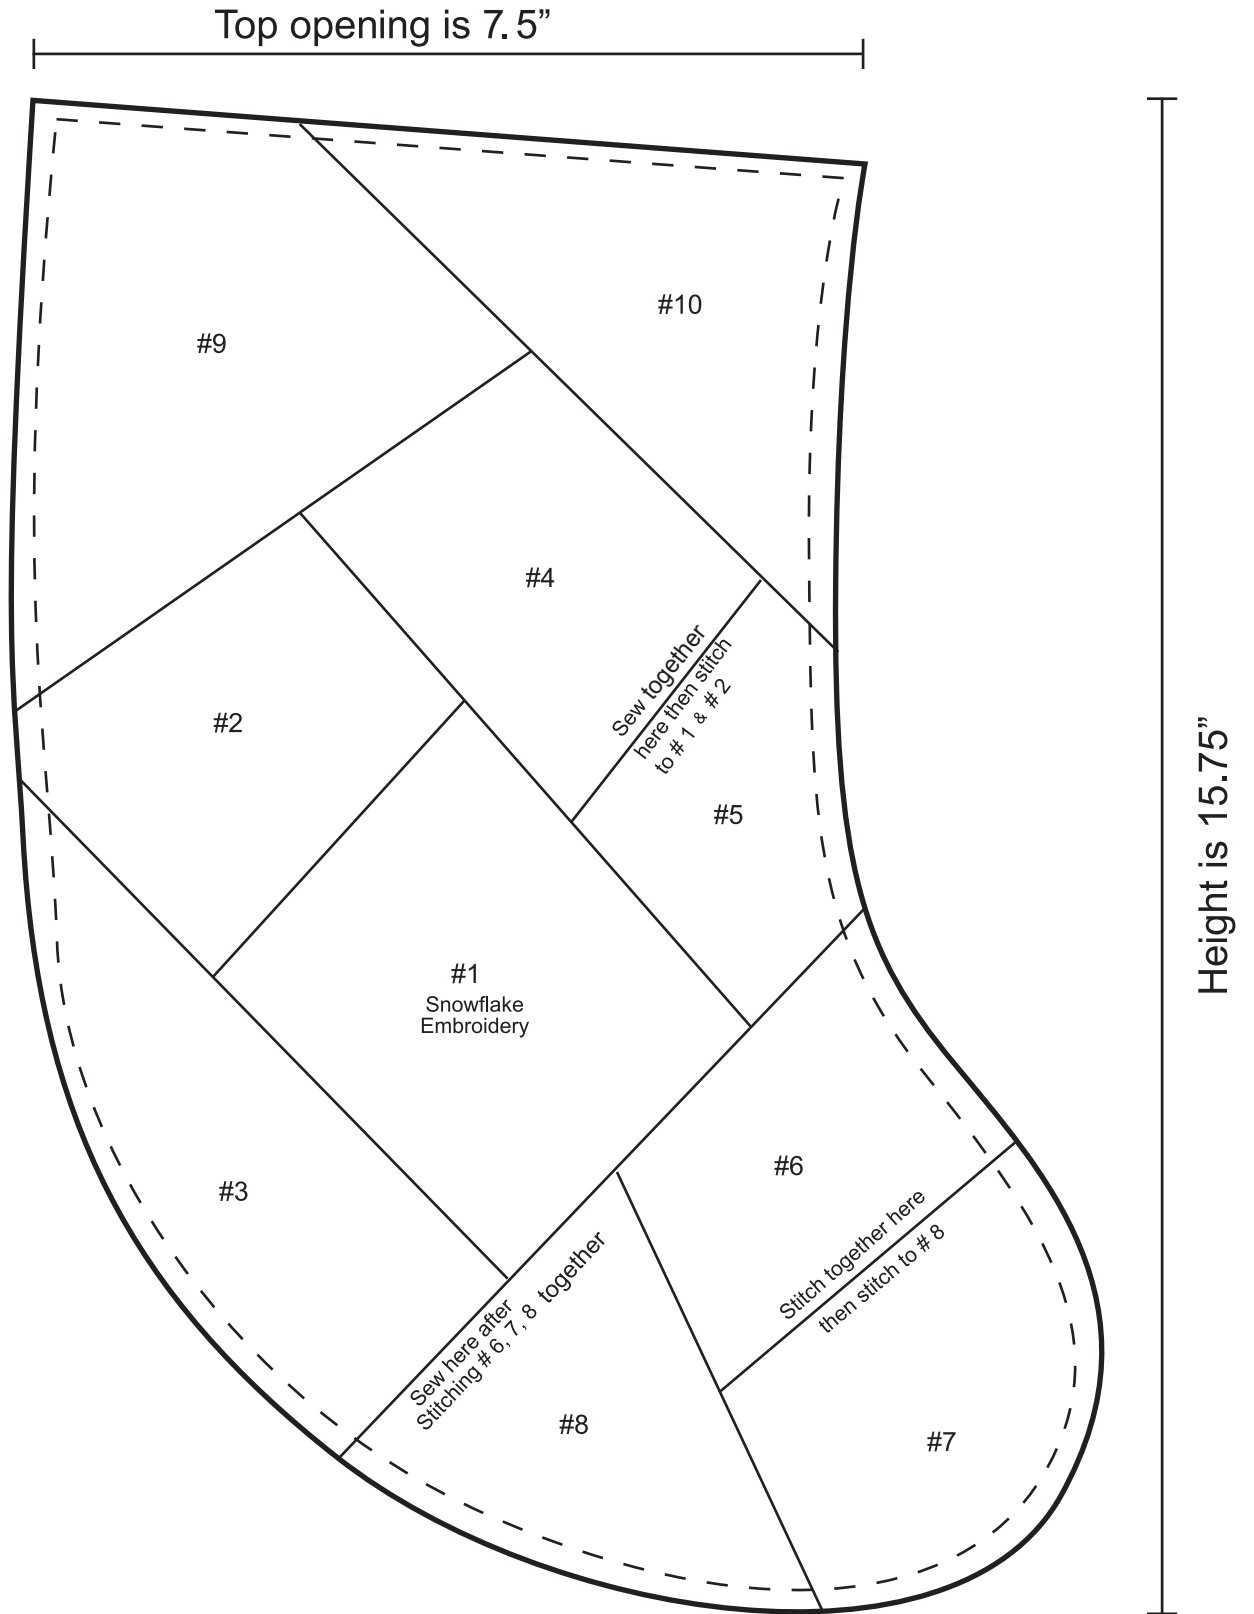 Top opening is 7.5”
#10
#9
#4
Sew together
here then stitch
to # 1 & # 2
#2
#5
Height is 15.75”
#1
Snowflake
Embroidery
#6
#3
Stitch together here
then stitch to # 8
Sew here after
Stitching # 6, 7, 8 together
#8
#7